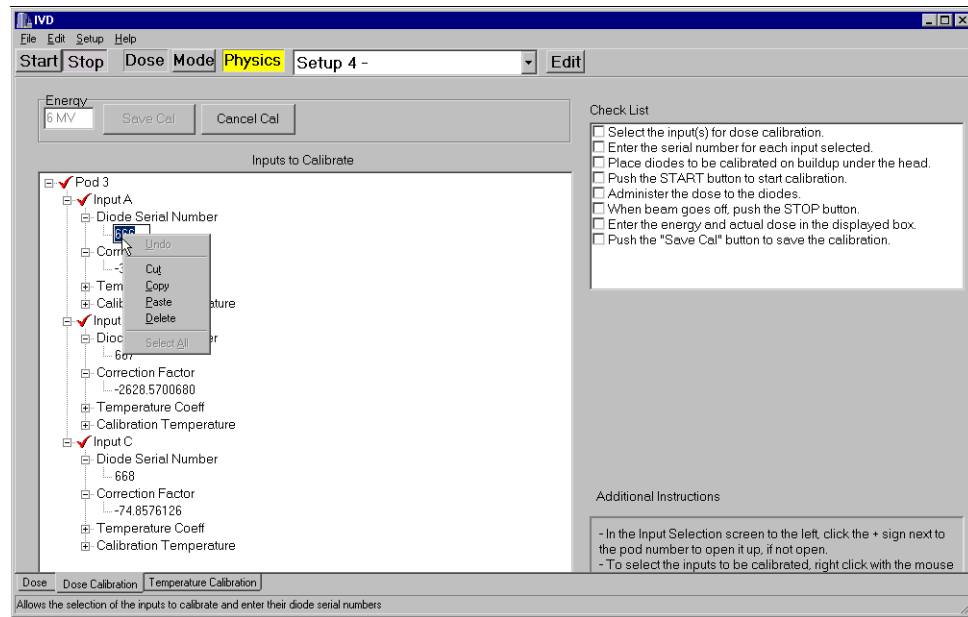 IVD
File Edit Setup Help
Start Stop Dose Mode Physics Setup 4 - Edit
Energy
6 MV Save Cal Cancel Cal
Inputs to Calibrate
Pod 3
Input A
Diode Serial Number
666
Undo
Cut
Copy
Paste
Delete
Select All
Input
667
Correction Factor
-2628.5700680
Temperature Coeff
Calibration Temperature
Input C
Diode Serial Number
668
Correction Factor
-74.8576126
Temperature Coeff
Calibration Temperature
Check List
Select the input(s) for dose calibration.
Enter the serial number for each input selected.
Place diodes to be calibrated on buildup under the head.
Push the START button to start calibration.
Administer the dose to the diodes.
When beam goes off, push the STOP button.
Enter the energy and actual dose in the displayed box.
Push the "Save Cal" button to save the calibration.
Additional Instructions
- In the Input Selection screen to the left, click the + sign next to
the pod number to open it up, if not open.
- To select the inputs to be calibrated, right click with the mouse
Dose Dose Calibration Temperature Calibration
Allows the selection of the inputs to calibrate and enter their diode serial numbers